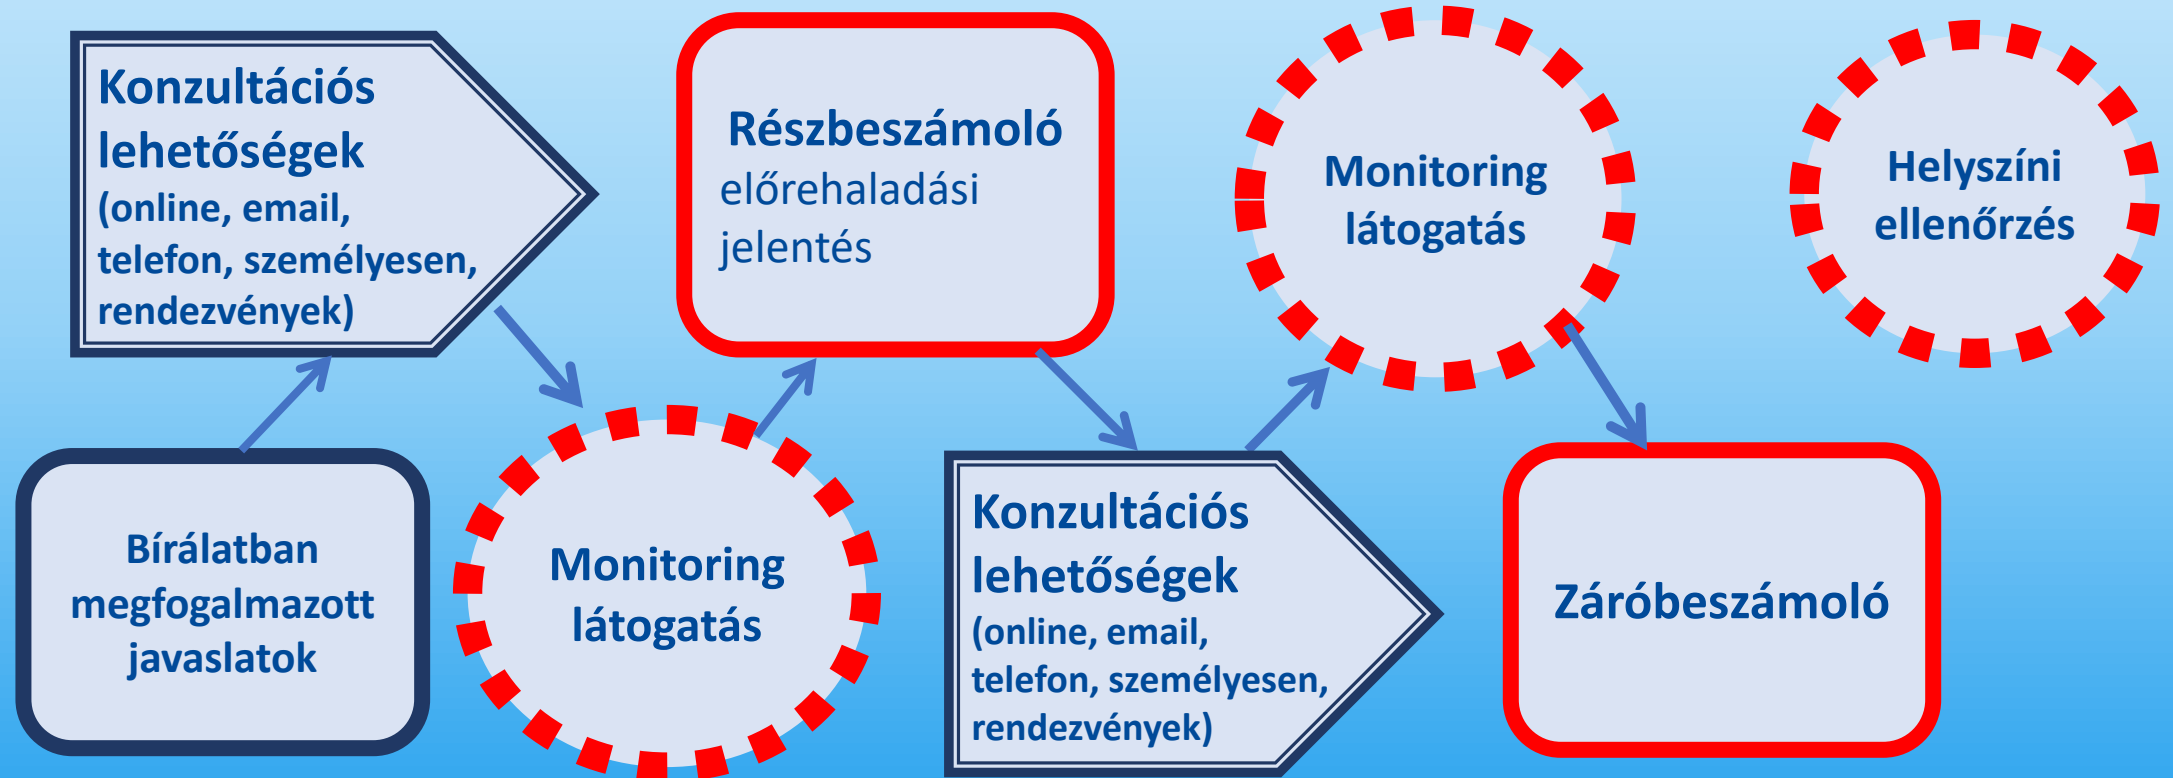 Konzultációs
lehetőségek
(online, email,
telefon, személyesen,
rendezvények)
Részbeszámoló
előrehaladási
jelentés
Monitoring
látogatás
Helyszíni
ellenőrzés
Bírálatban
megfogalmazott
javaslatok
Monitoring
látogatás
Konzultációs
lehetőségek
(online, email,
telefon, személyesen,
rendezvények)
Záróbeszámoló